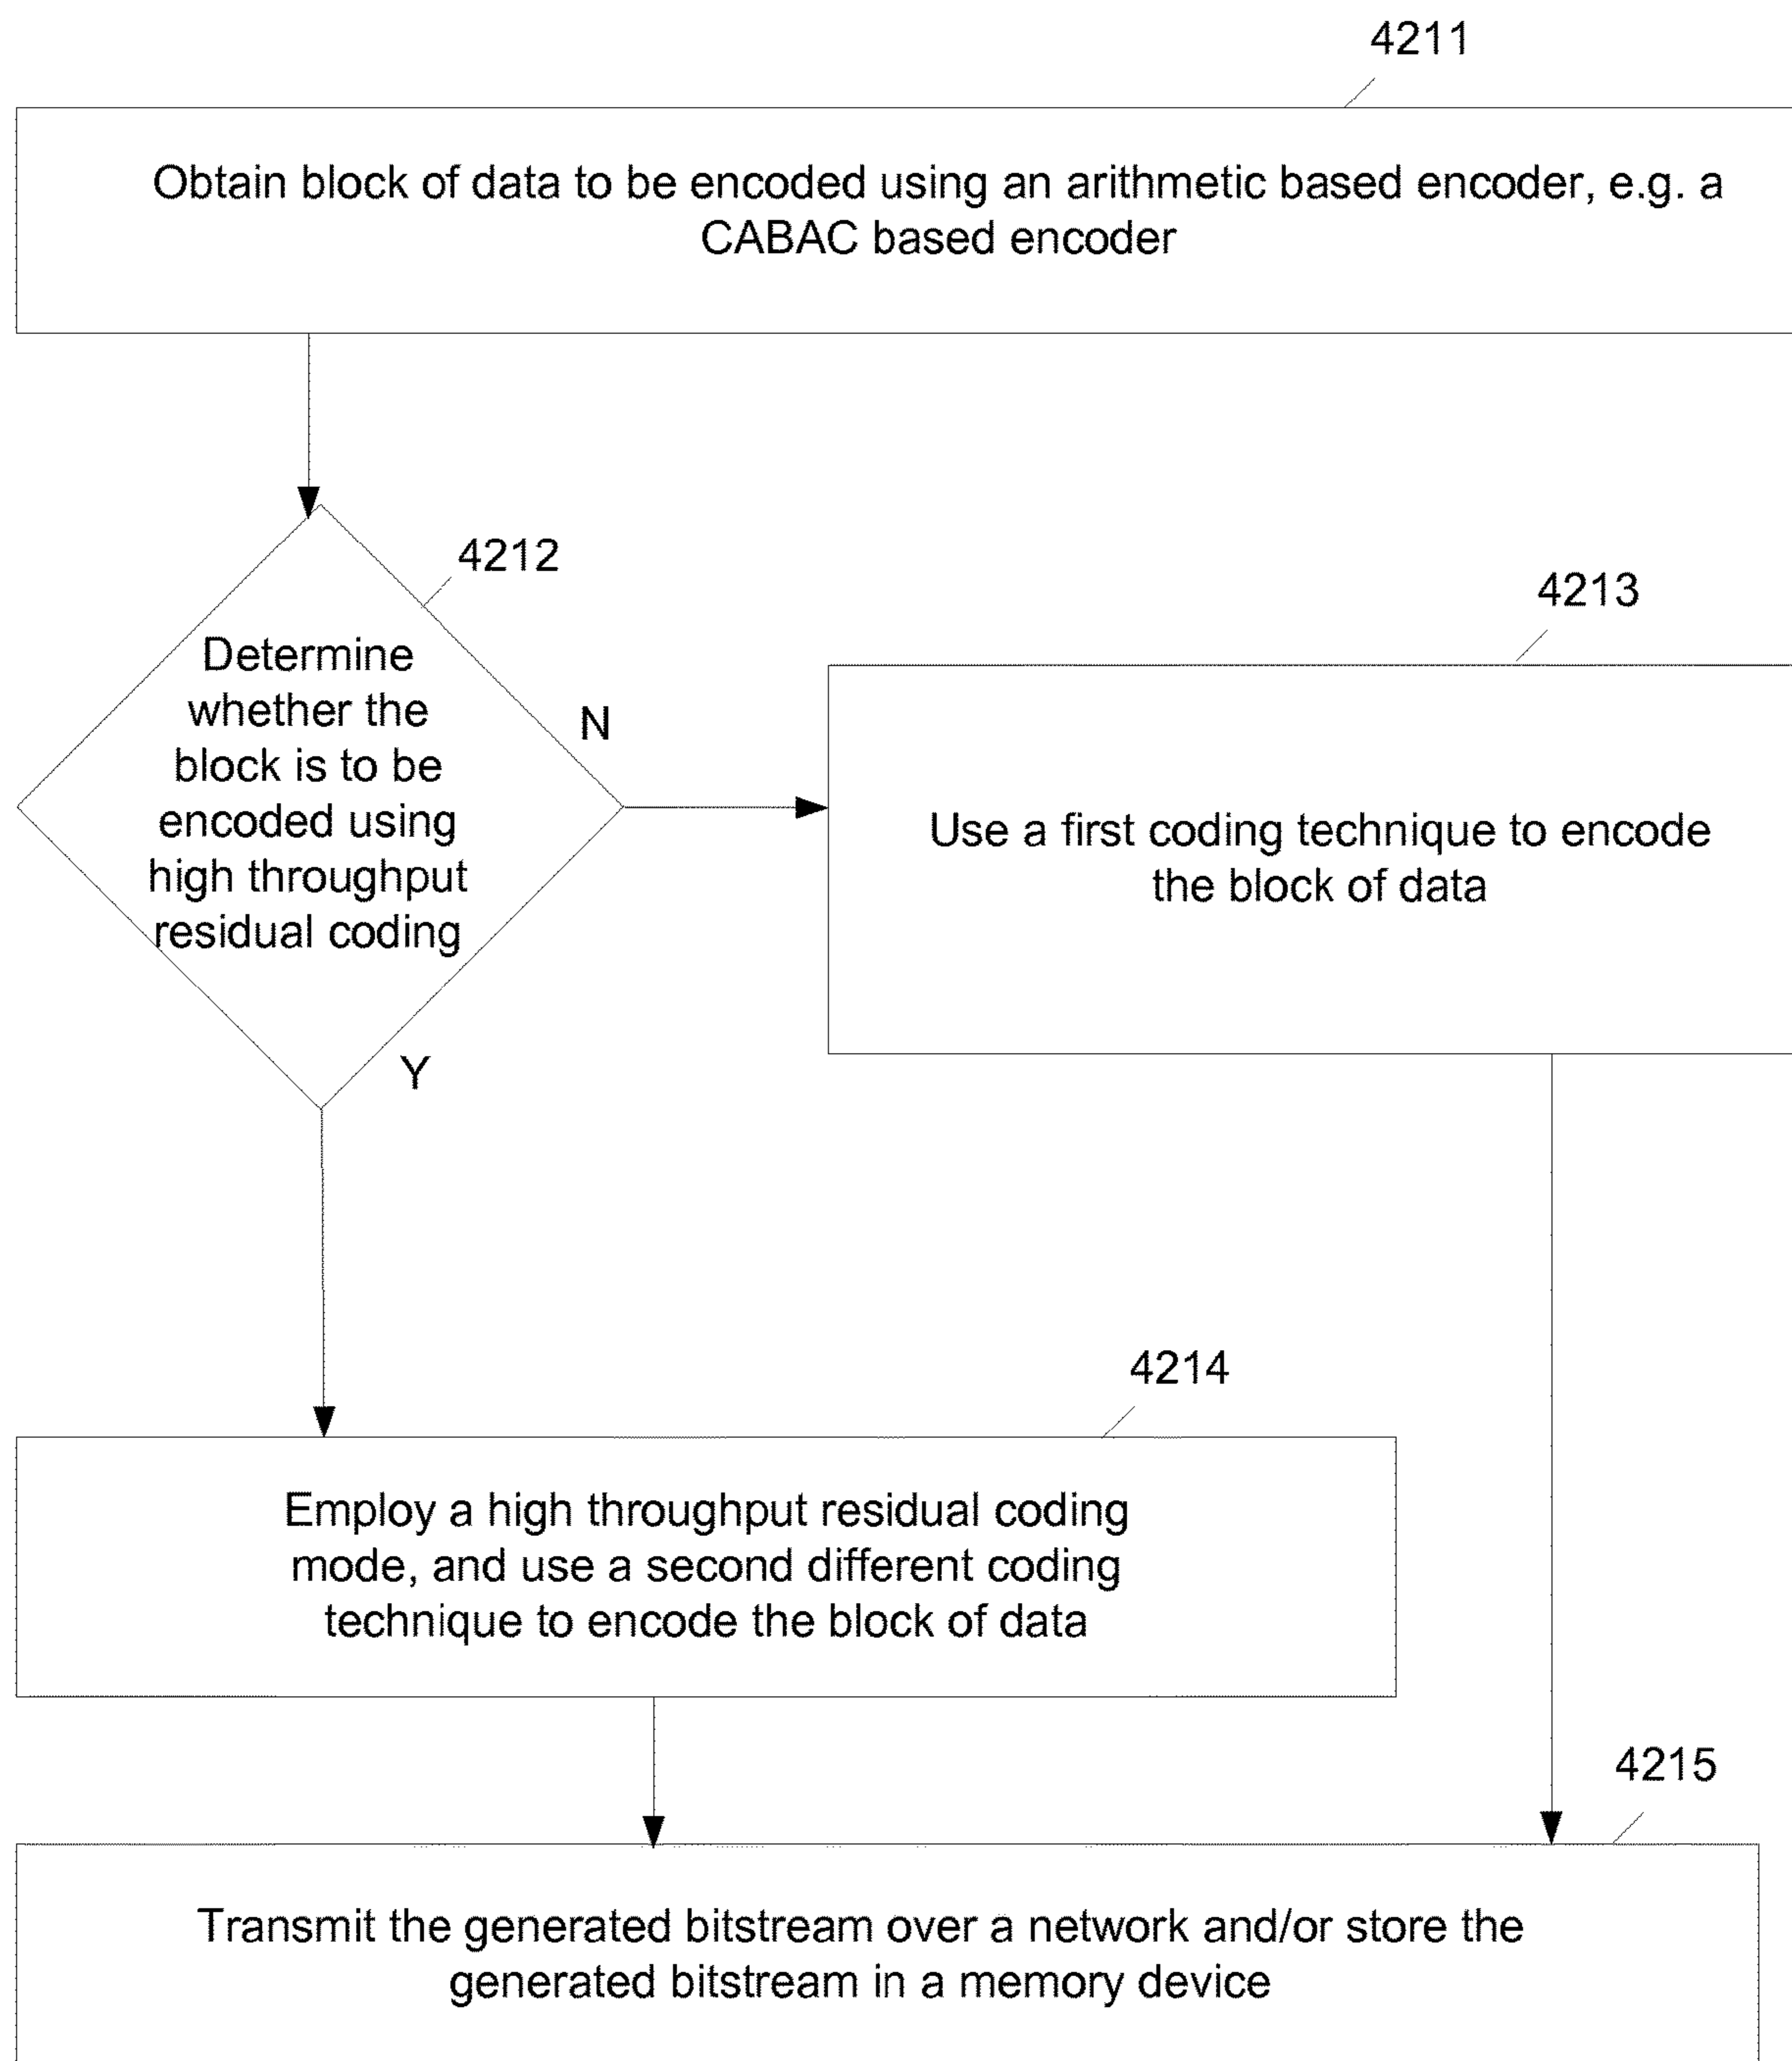 4211
Obtain block of data to be encoded using an arithmetic based encoder, e.g. a
CABAC based encoder
4212
Determine
whether the
block is to be
encoded using
high throughput
residual coding
N
Y
4213
Use a first coding technique to encode
the block of data
4214
Employ a high throughput residual coding
mode, and use a second different coding
technique to encode the block of data
4215
Transmit the generated bitstream over a network and/or store the
generated bitstream in a memory device